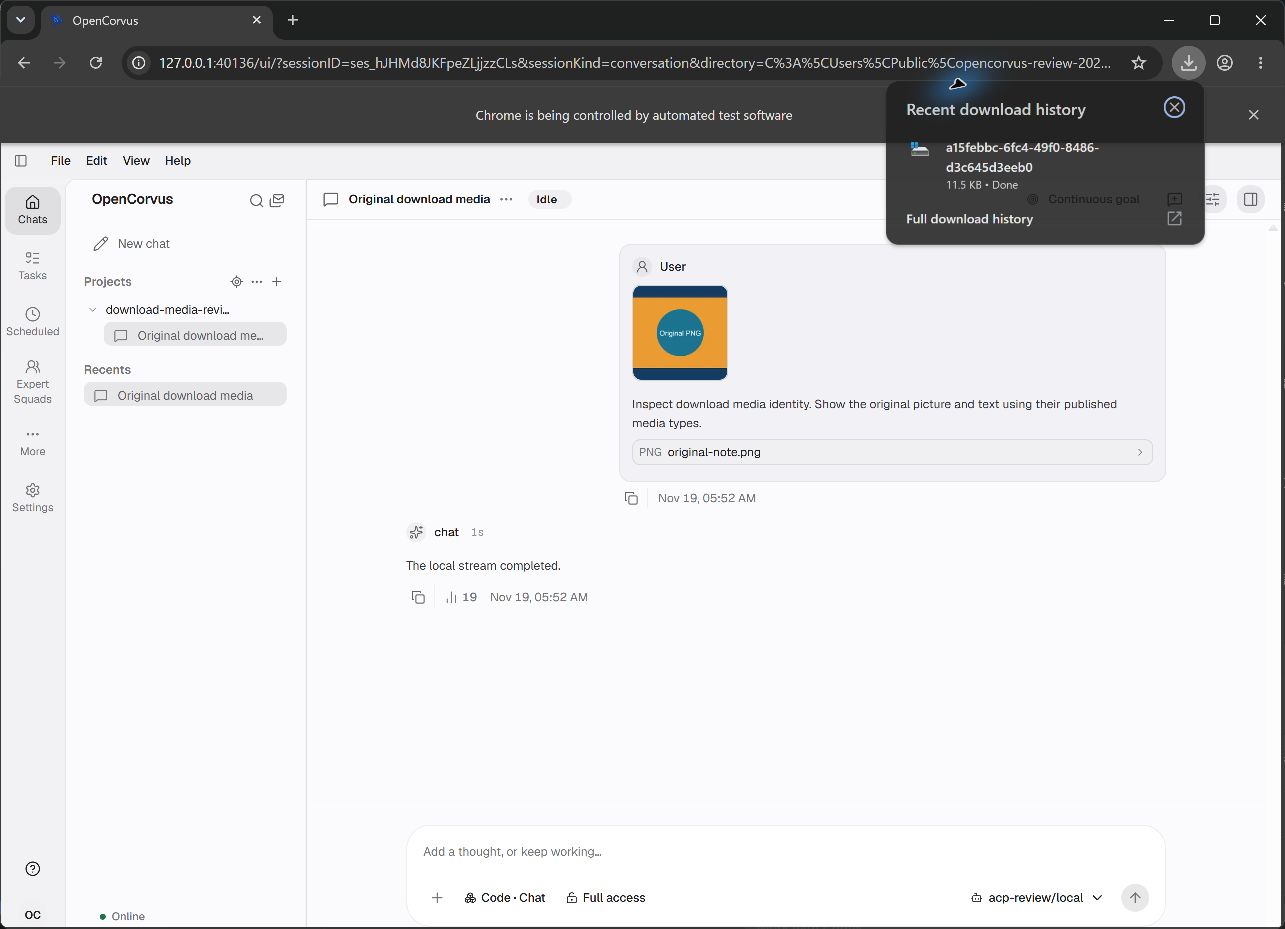 OpenCorvus
127.0.0.1:40136/ui/?sessionID=ses_hJHMd8JKFpeZLjjzzCLs&sessionKind=conversation&directory=C%3A%5CUsers%5CPublic%5Copencorvus-review-202...
Chrome is being controlled by automated test software
Recent download history
a15febbc-6fc4-49f0-8486-
d3c645d3eeb0
11.5 KB • Done
Full download history
File Edit View Help
Chats
Tasks
Scheduled
Expert
Squads
More
Settings
OC
OpenCorvus
New chat
Projects
download-media-revi...
Original download me...
Recents
Original download media
Online
Original download media
Idle
Continuous goal
User
Original PNG
Inspect download media identity. Show the original picture and text using their published
media types.
PNG original-note.png
Nov 19, 05:52 AM
chat 1s
The local stream completed.
19 Nov 19, 05:52 AM
Add a thought, or keep working...
Code · Chat
Full access
acp-review/local